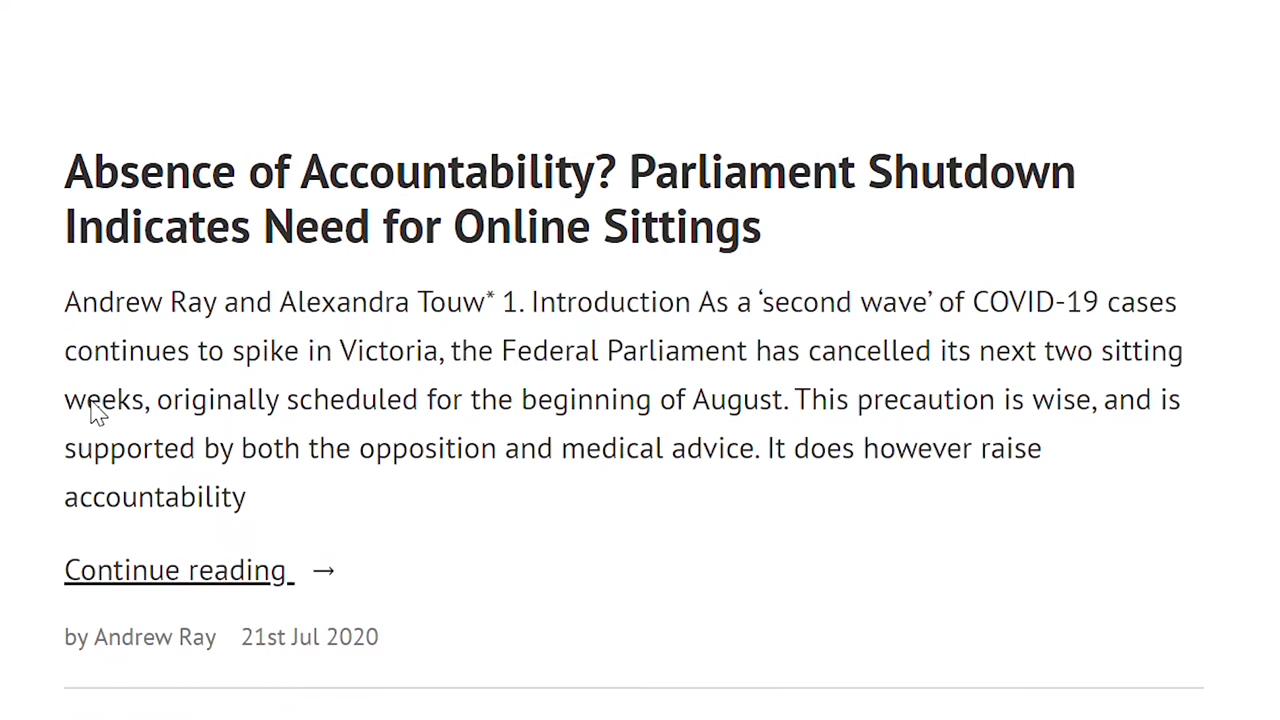 Absence of Accountability? Parliament Shutdown
Indicates Need for Online Sittings
Andrew Ray and Alexandra Touw* 1. Introduction As a ‘second wave’ of COVID-19 cases
continues to spike in Victoria, the Federal Parliament has cancelled its next two sitting
weeks, originally scheduled for the beginning of August. This precaution is wise, and is
supported by both the opposition and medical advice. It does however raise
accountability
Continue reading →
by Andrew Ray 21st Jul 2020